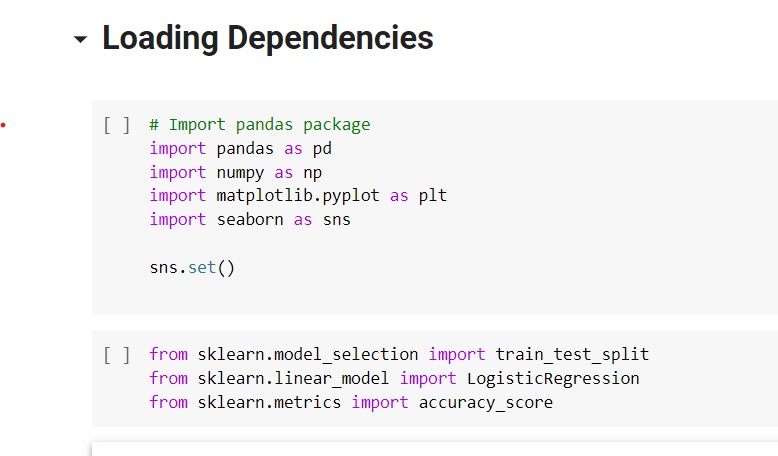 Loading Dependencies
[ ] # Import pandas package
import pandas as pd
import numpy as np
import matplotlib.pyplot as plt
import seaborn as sns
sns.set()
[ ] from sklearn.model_selection import train_test_split
from sklearn.linear_model import LogisticRegression
from sklearn.metrics import accuracy_score